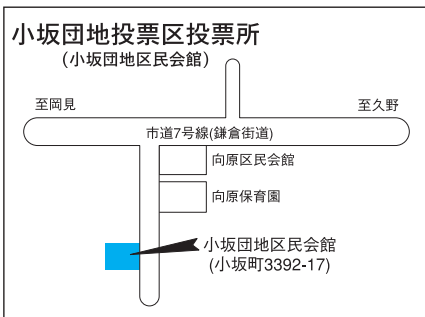 小坂団地投票区投票所
(小坂団地区民会館)
至岡見
至久野
市道7号線(鎌倉街道)
向原区民会館
向原保育園
小坂団地区民会館
(小坂町3392-17)